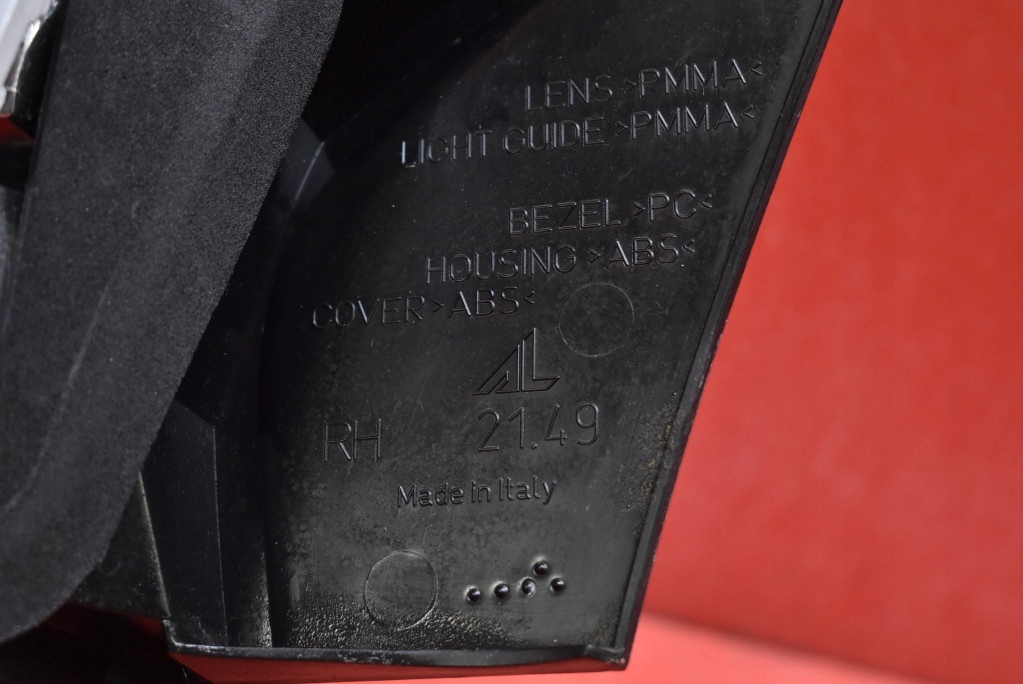 LENS >PMMA<
LIGHT GUIDE >PMMA<
BEZEL >PC<
HOUSING >ABS<
COVER >ABS<
AL
RH 21.49
Made in Italy